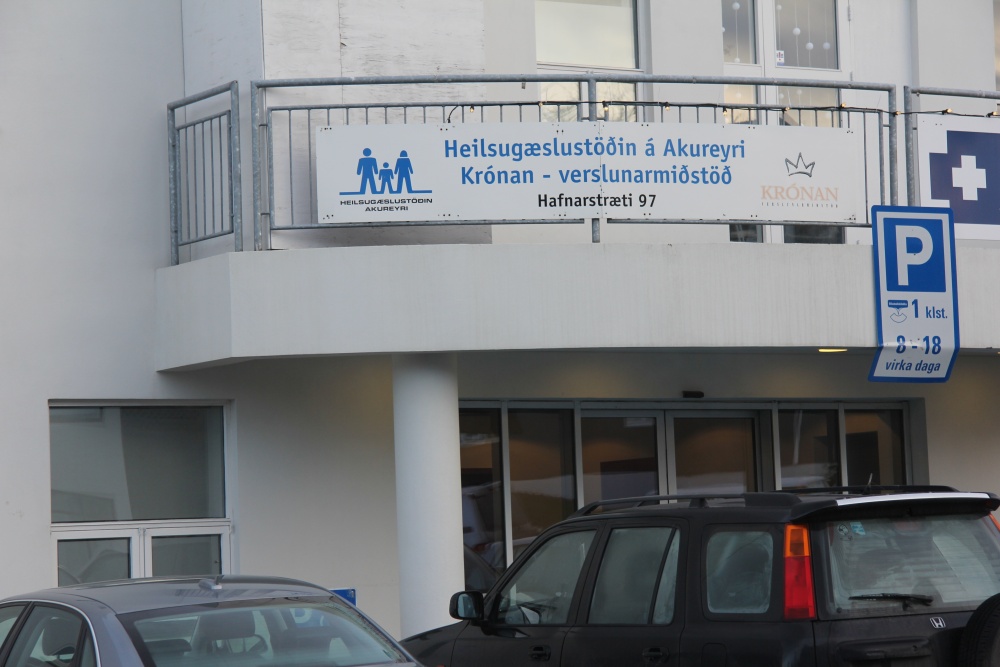 Heilsugæslustöðin á Akureyri
Krónan - verslunarmiðstöð
Hafnarstræti 97
HEILSUGÆSLUSTÖÐIN
AKUREYRI
KRÓNAN
P
1 klst.
8 - 18
virka daga